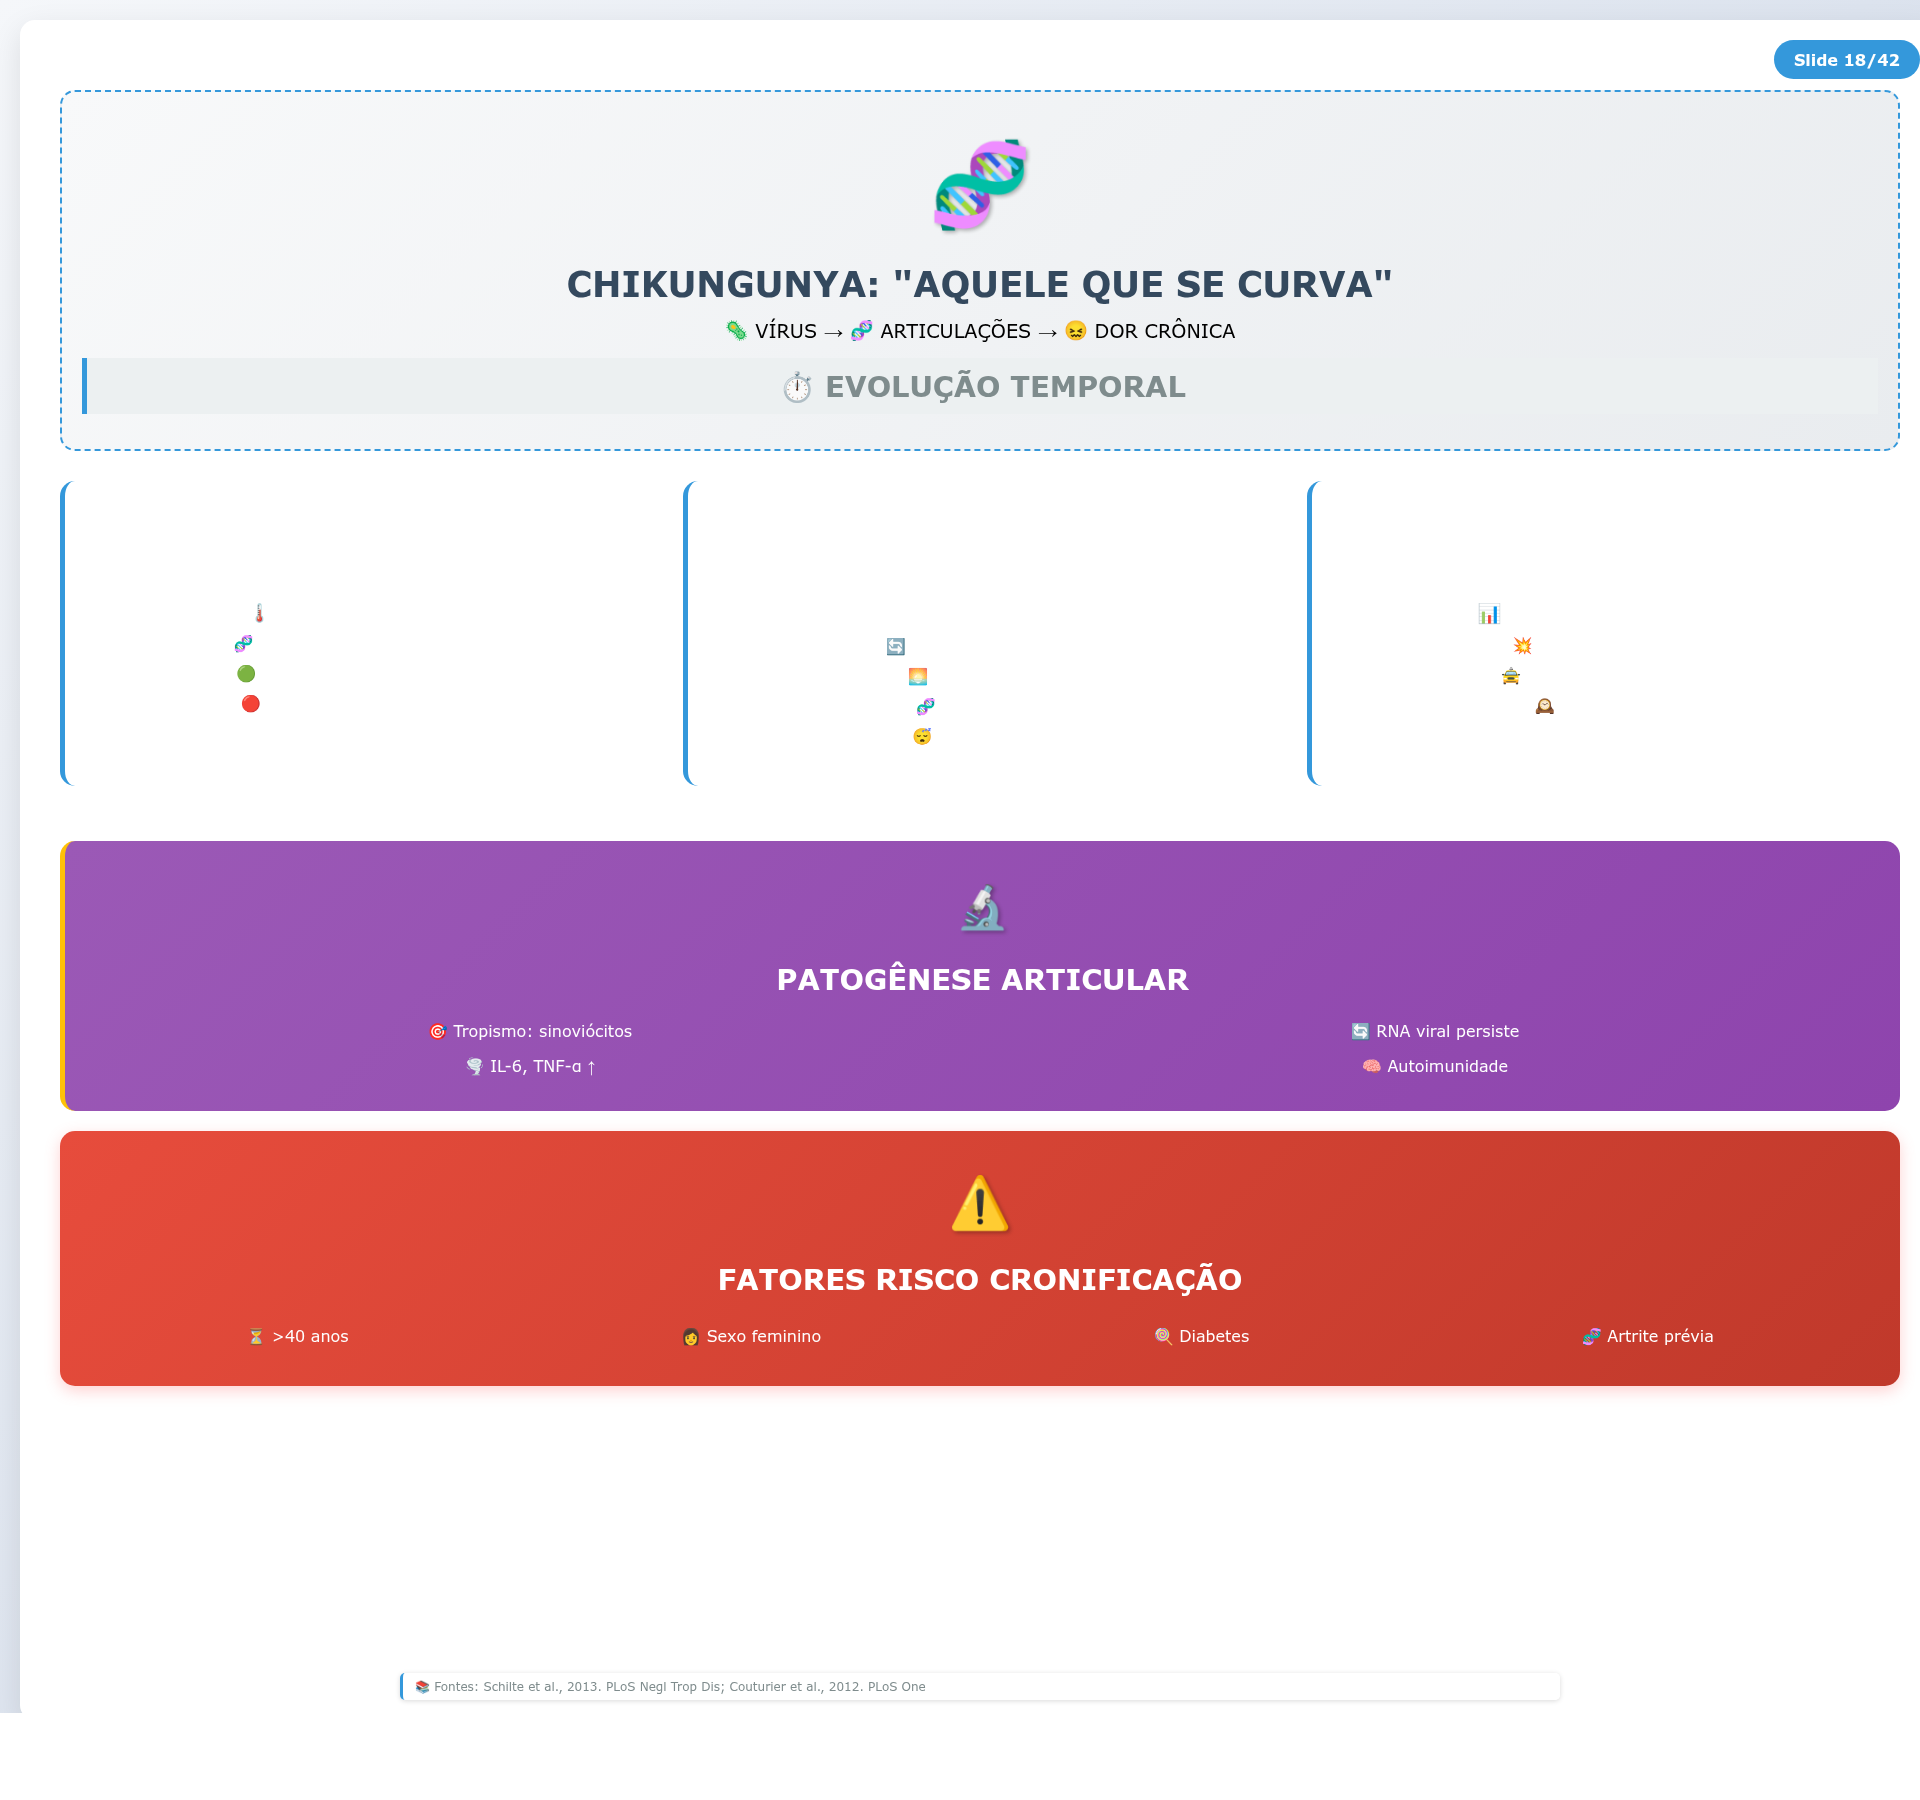 Slide 18/42
CHIKUNGUNYA: "AQUELE QUE SE CURVA"
🦠 VÍRUS → 🧬 ARTICULAÇÕES → 😖 DOR CRÔNICA
⏱️ EVOLUÇÃO TEMPORAL
PATOGÊNESE ARTICULAR
🎯 Tropismo: sinoviócitos
🔄 RNA viral persiste
🌪️ IL-6, TNF-α ↑
🧠 Autoimunidade
FATORES RISCO CRONIFICAÇÃO
⏳ >40 anos
👩 Sexo feminino
🍭 Diabetes
🧬 Artrite prévia
📚 Fontes: Schilte et al., 2013. PLoS Negl Trop Dis; Couturier et al., 2012. PLoS One